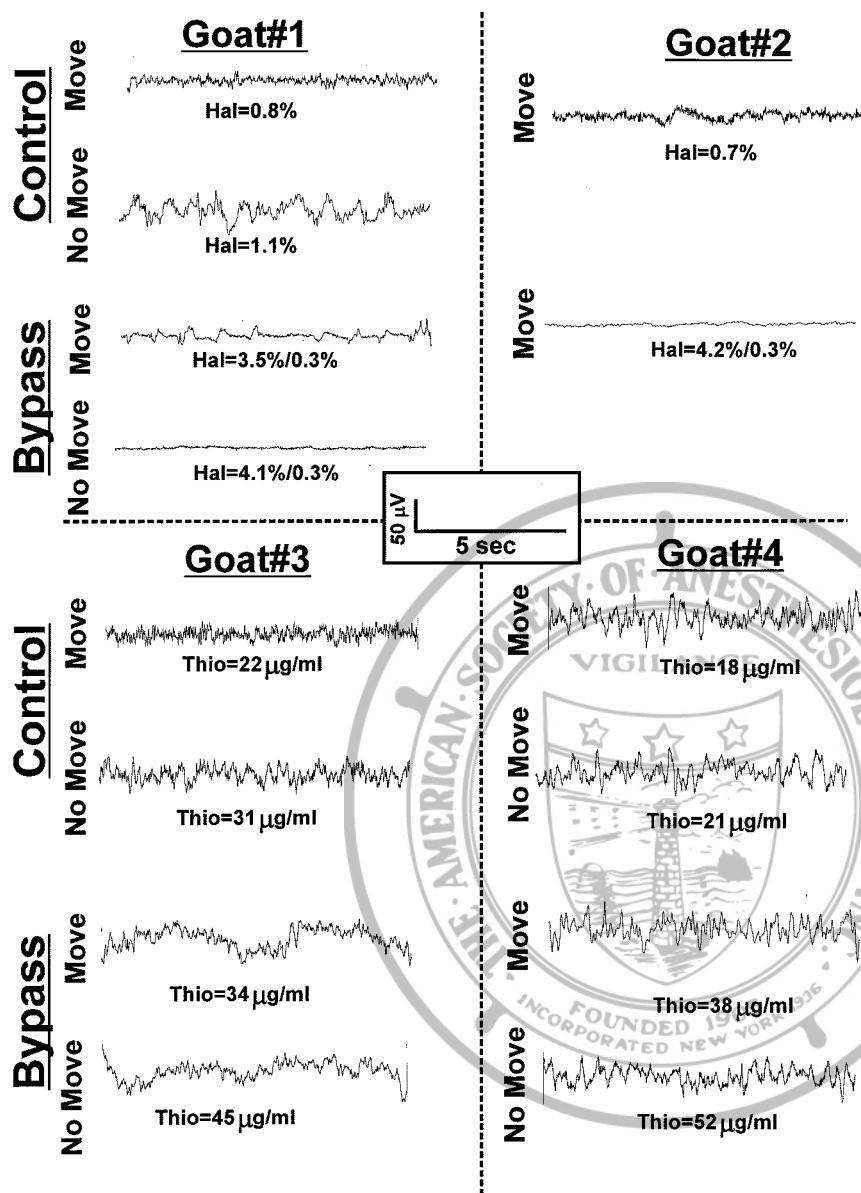 Goat#1
Control
Move
Hal=0.8%
No Move
Hal=1.1%
Bypass
Move
Hal=3.5%/0.3%
No Move
Hal=4.1%/0.3%
Goat#2
Move
Hal=0.7%
Move
Hal=4.2%/0.3%
50 µV
5 sec
Goat#3
Control
Move
Thio=22 µg/ml
No Move
Thio=31 µg/ml
Bypass
Move
Thio=34 µg/ml
No Move
Thio=45 µg/ml
Goat#4
Move
Thio=18 µg/ml
No Move
Thio=21 µg/ml
Move
Thio=38 µg/ml
No Move
Thio=52 µg/ml
THE AMERICAN SOCIETY OF
VIGILANCE
FOUNDED
INCORPORATED NEW YORK 1936